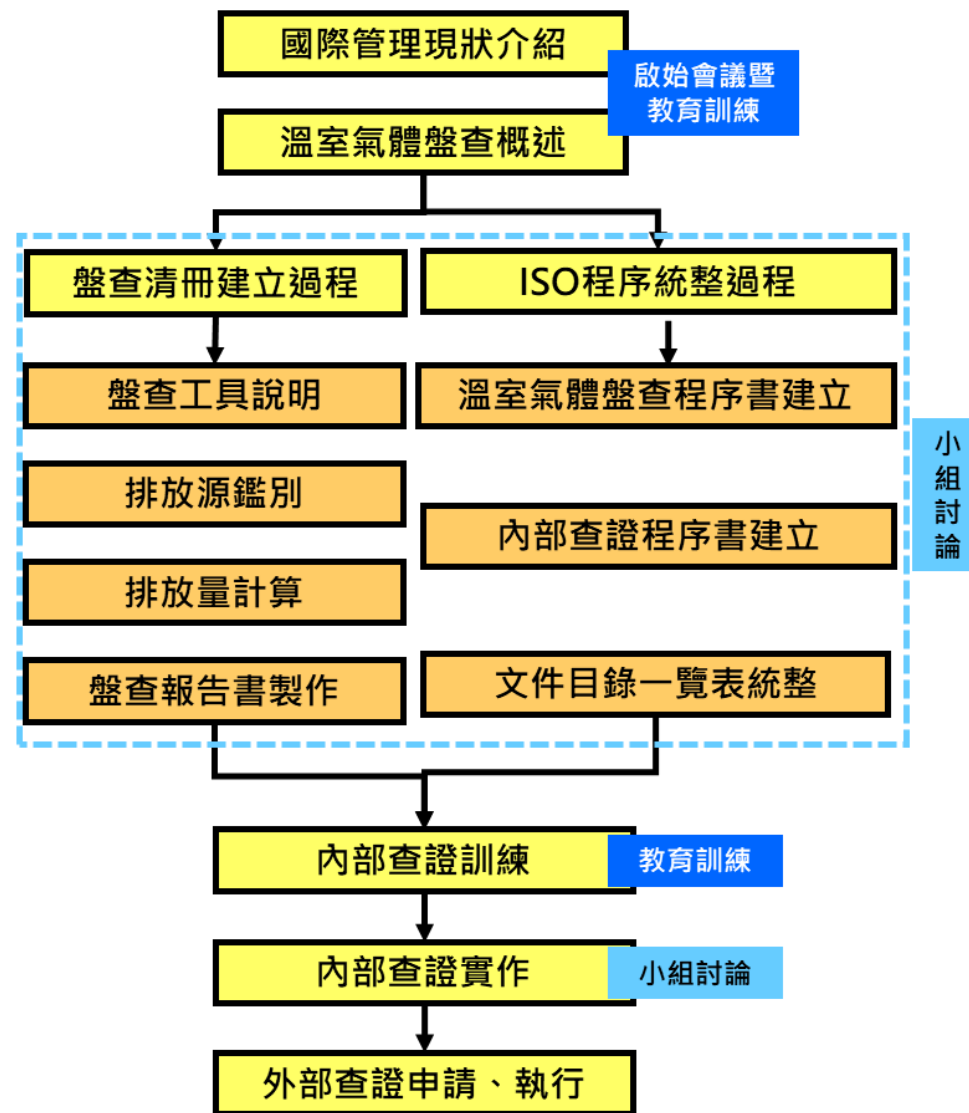 國際管理現狀介紹
啟始會議暨
教育訓練
溫室氣體盤查概述
盤查清冊建立過程
ISO程序統整過程
盤查工具說明
溫室氣體盤查程序書建立
排放源鑑別
內部查證程序書建立
排放量計算
盤查報告書製作
文件目錄一覽表統整
小組討論
內部查證訓練
教育訓練
內部查證實作
小組討論
外部查證申請、執行